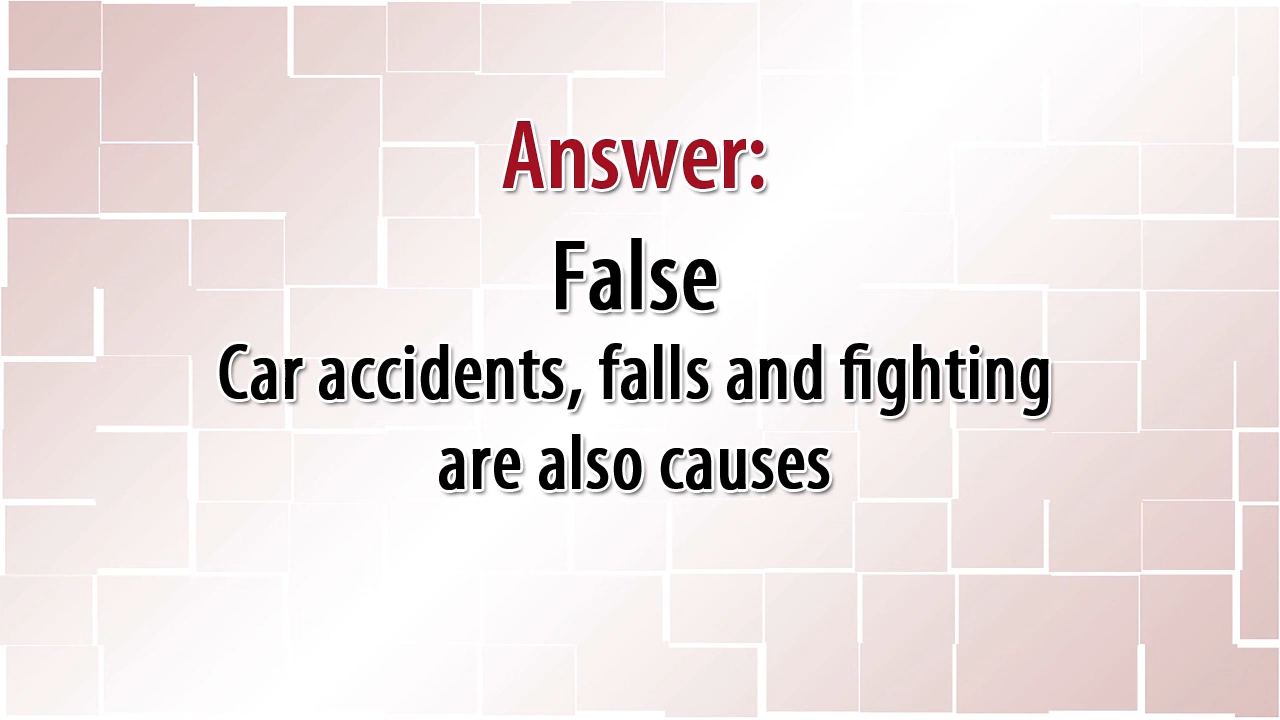 Answer:
False
Car accidents, falls and fighting
are also causes